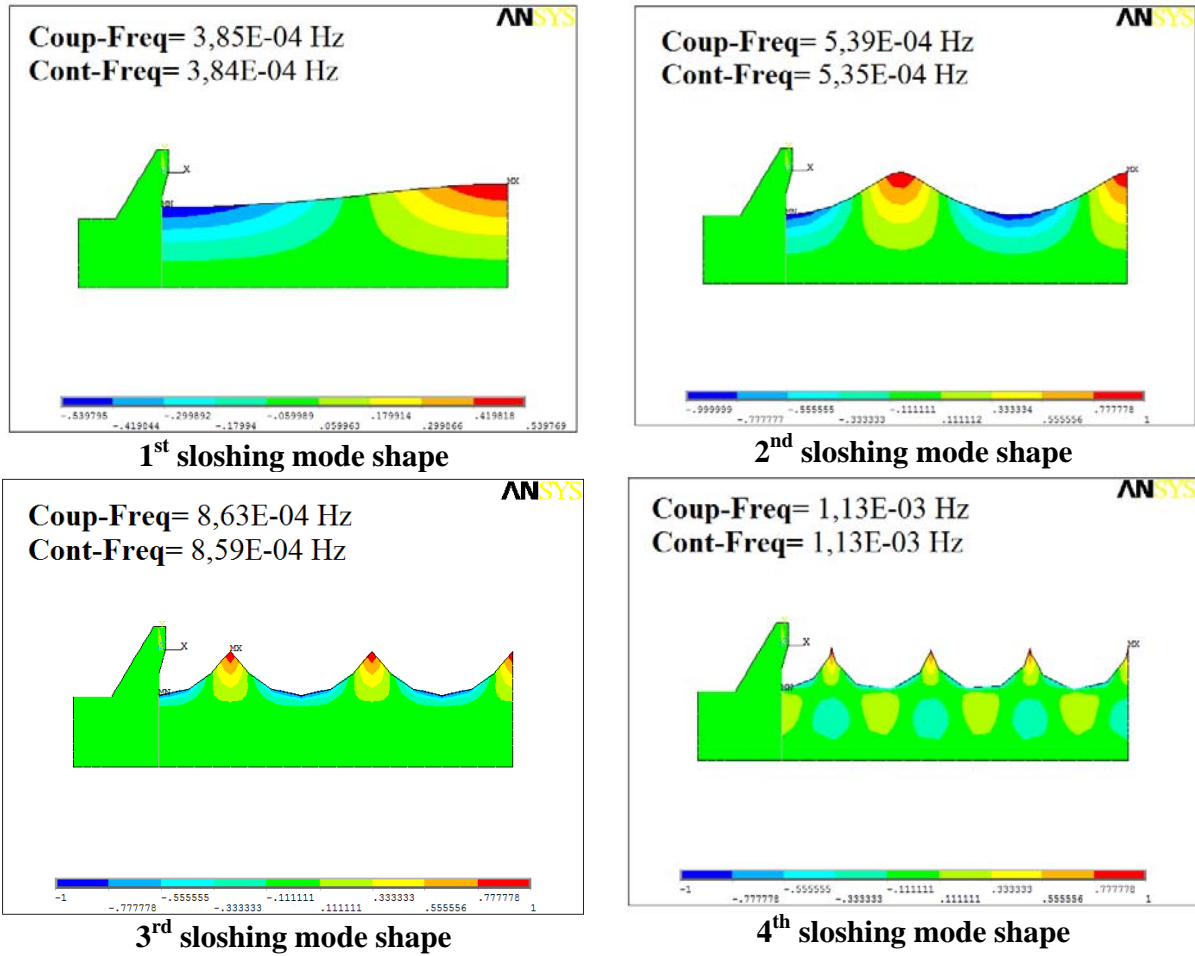 ANSYS
Coup-Freq= 3,85E-04 Hz
Cont-Freq= 3,84E-04 Hz
X
MN
MX
-.539795
-.419844
-.299892
-.17994
-.059989
.059963
.179914
.299866
.419818
.539769
1st sloshing mode shape
ANSYS
Coup-Freq= 5,39E-04 Hz
Cont-Freq= 5,35E-04 Hz
X
MN
MX
-.999999
-.777777
-.555555
-.333333
-.111111
.111112
.333334
.555556
.777778
1
2nd sloshing mode shape
ANSYS
Coup-Freq= 8,63E-04 Hz
Cont-Freq= 8,59E-04 Hz
X
MX
MN
-1
-.777778
-.555555
-.333333
-.111111
.111111
.333333
.555556
.777778
1
3rd sloshing mode shape
ANSYS
Coup-Freq= 1,13E-03 Hz
Cont-Freq= 1,13E-03 Hz
X
MN
MX
-1
-.777778
-.555555
-.333333
-.111111
.111111
.333333
.555556
.777778
1
4th sloshing mode shape